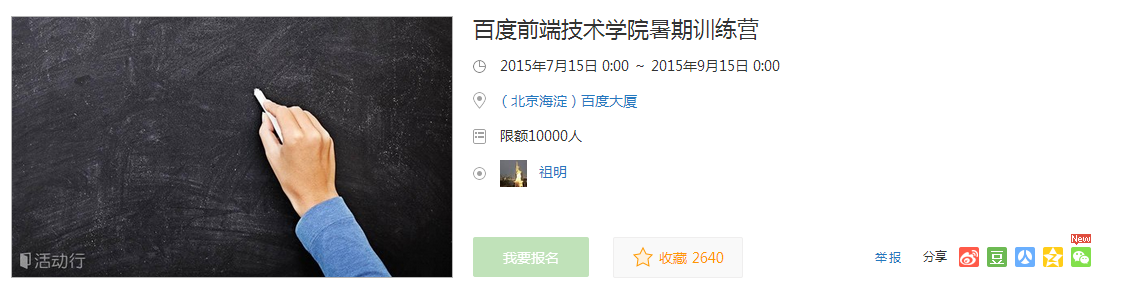 百度前端技术学院暑期训练营
2015年7月15日 0:00 ～ 2015年9月15日 0:00
（北京海淀）百度大厦
限额10000人
祖明
活动行
我要报名
收藏 2640
举报
分享
豆
New